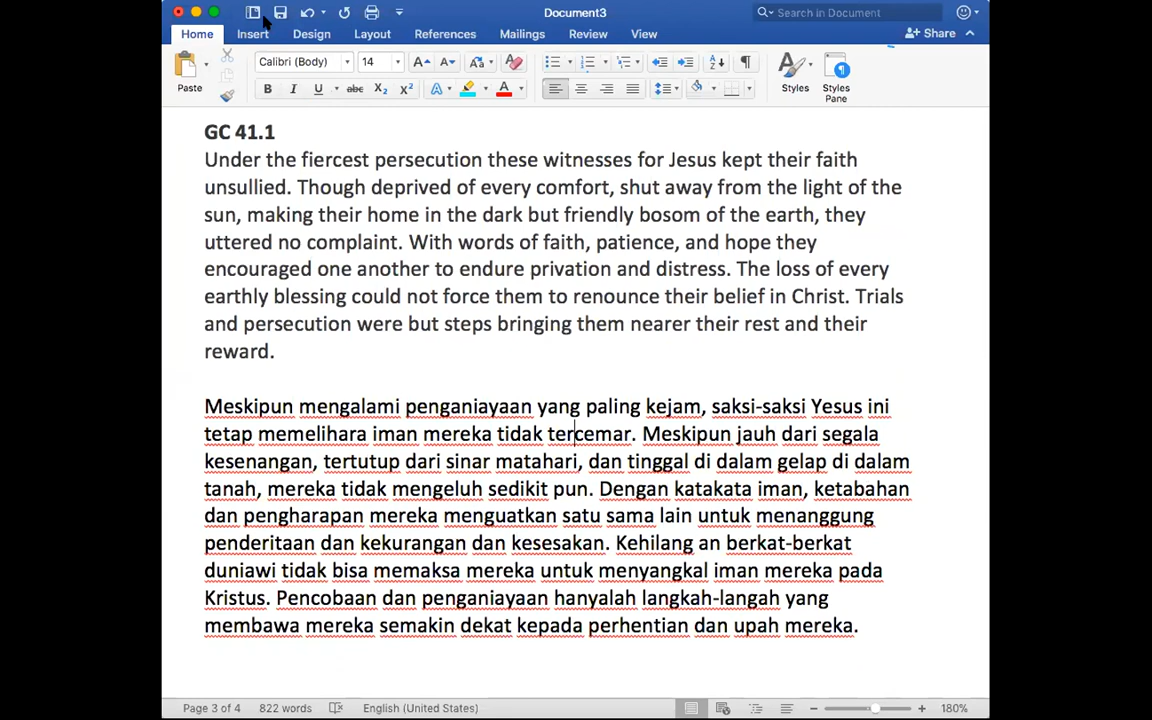 Document3
Search in Document
Home Insert Design Layout References Mailings Review View Share
Paste Calibri (Body) 14 Styles Styles Pane
GC 41.1
Under the fiercest persecution these witnesses for Jesus kept their faith
unsullied. Though deprived of every comfort, shut away from the light of the
sun, making their home in the dark but friendly bosom of the earth, they
uttered no complaint. With words of faith, patience, and hope they
encouraged one another to endure privation and distress. The loss of every
earthly blessing could not force them to renounce their belief in Christ. Trials
and persecution were but steps bringing them nearer their rest and their
reward.
Meskipun mengalami penganiayaan yang paling kejam, saksi-saksi Yesus ini
tetap memelihara iman mereka tidak tercemar. Meskipun jauh dari segala
kesenangan, tertutup dari sinar matahari, dan tinggal di dalam gelap di dalam
tanah, mereka tidak mengeluh sedikit pun. Dengan katakata iman, ketabahan
dan pengharapan mereka menguatkan satu sama lain untuk menanggung
penderitaan dan kekurangan dan kesesakan. Kehilang an berkat-berkat
duniawi tidak bisa memaksa mereka untuk menyangkal iman mereka pada
Kristus. Pencobaan dan penganiayaan hanyalah langkah-langah yang
membawa mereka semakin dekat kepada perhentian dan upah mereka.
Page 3 of 4 822 words English (United States) 180%